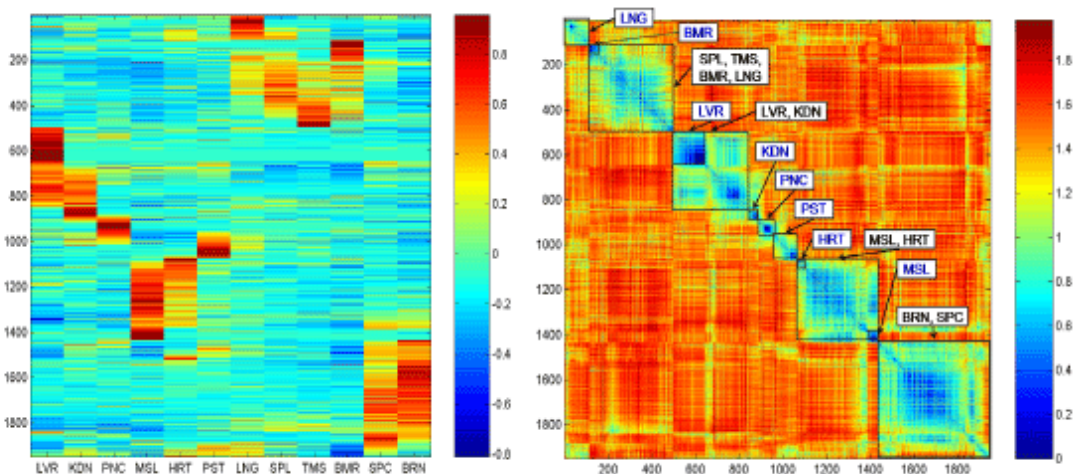 200
400
600
800
1000
1200
1400
1600
1800
LVR KDN PNC MSL HRT PST LNG SPL TMS BMR SPC BRN
0.8
0.6
0.4
0.2
0
-0.2
-0.4
-0.6
-0.8
200
400
600
800
1000
1200
1400
1600
1800
LNG
BMR
SPL, TMS,
BMR, LNG
LVR
LVR, KDN
KDN
PNC
PST
HRT
MSL, HRT
MSL
BRN, SPC
200 400 600 800 1000 1200 1400 1600 1800
1.8
1.6
1.4
1.2
1
0.8
0.6
0.4
0.2
0